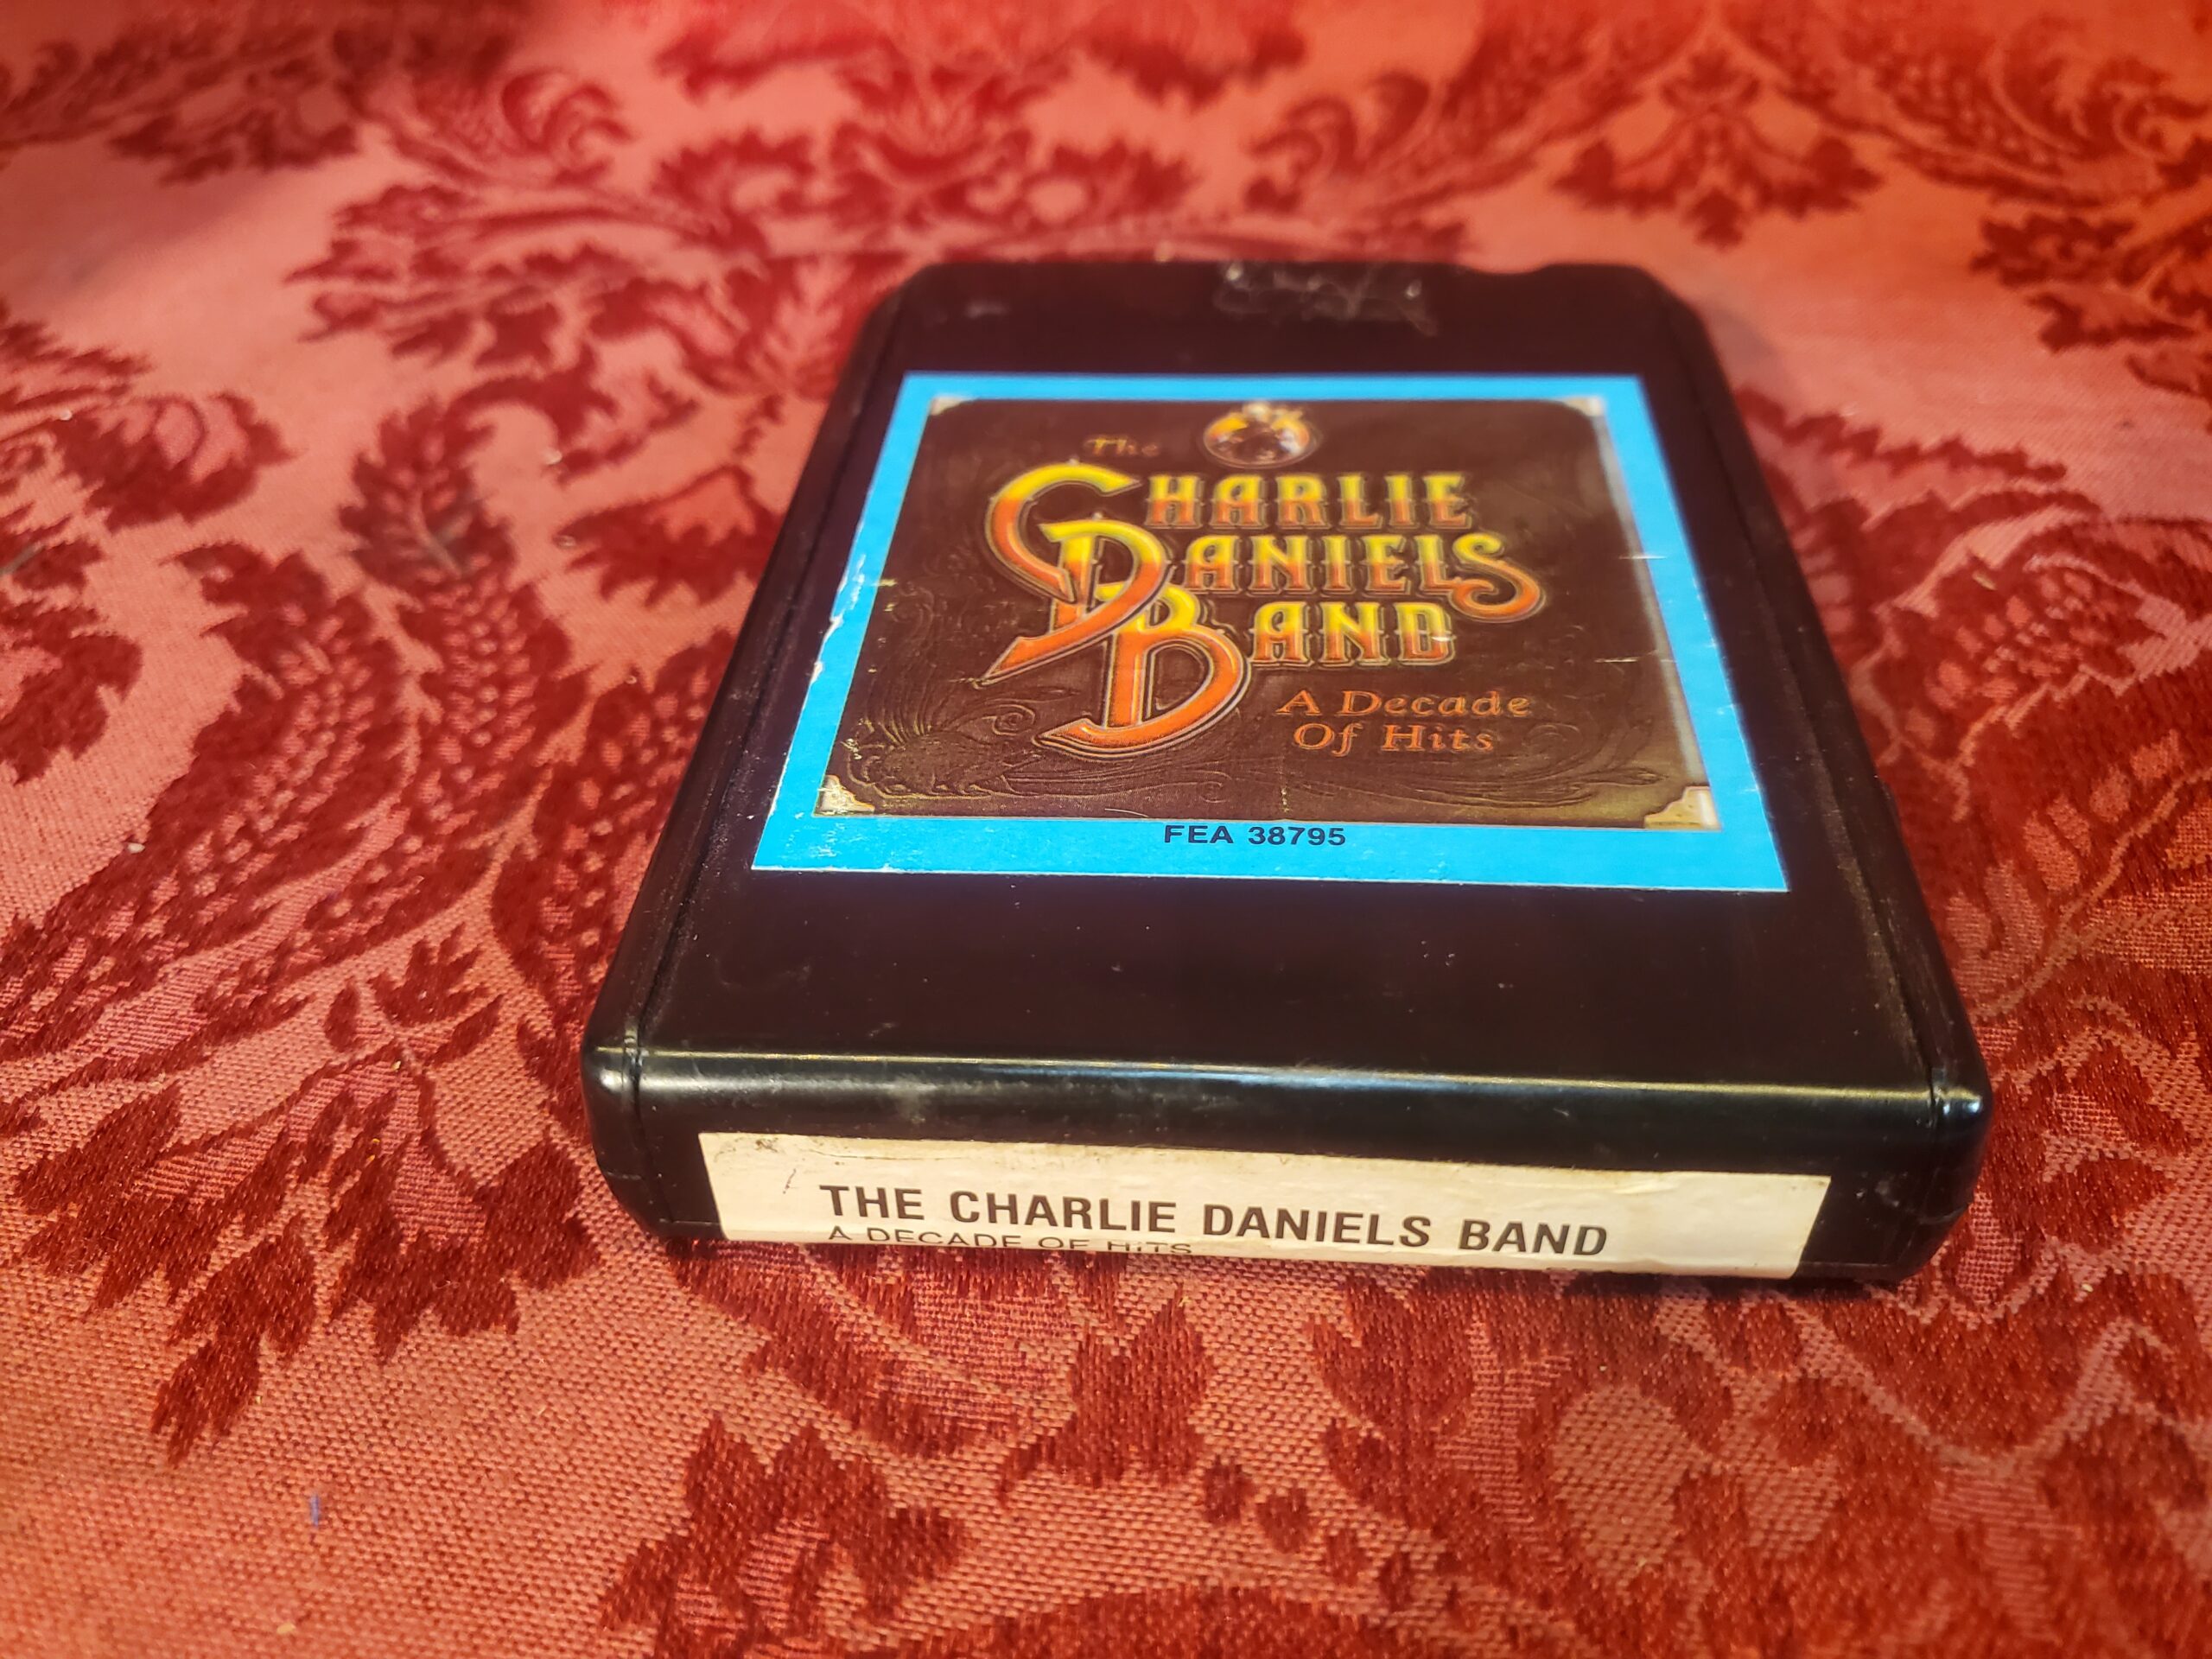 The
CHARLIE
DANIELS
BAND
A Decade
Of Hits
FEA 38795
THE CHARLIE DANIELS BAND
A DECADE OF HITS